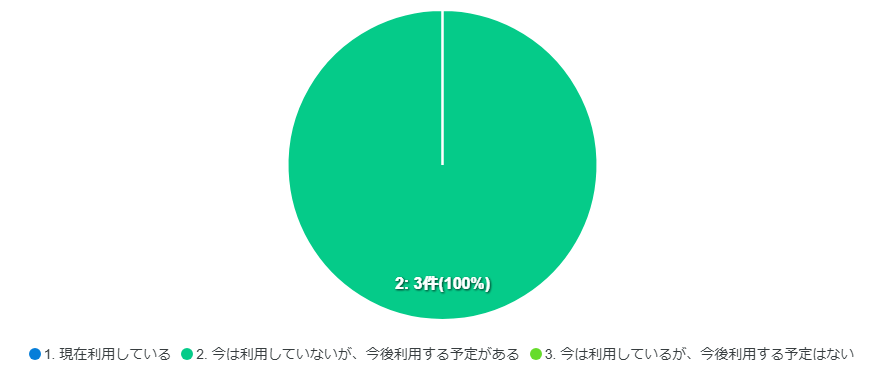 2: 3件(100%)
1. 現在利用している 2. 今は利用していないが、今後利用する予定がある 3. 今は利用しているが、今後利用する予定はない